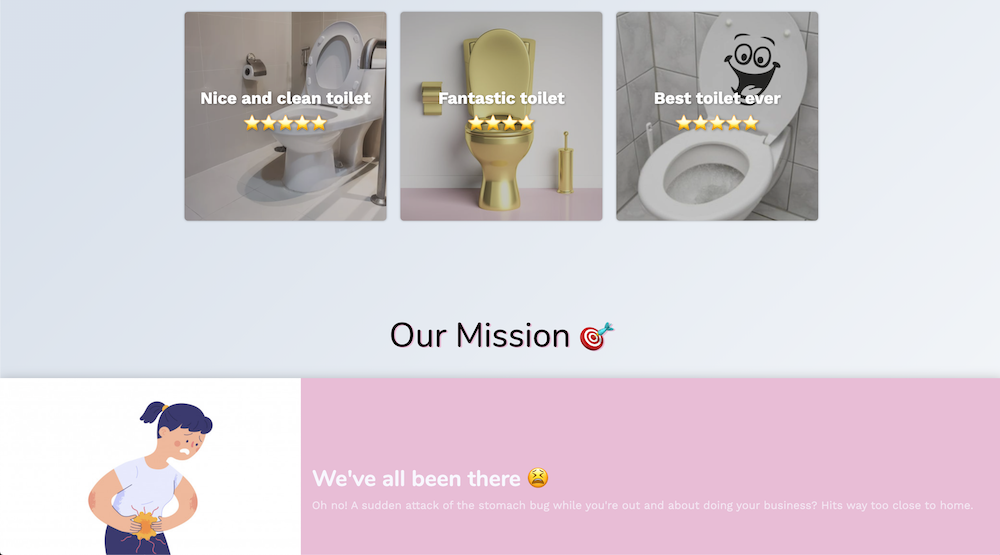 Nice and clean toilet
⭐⭐⭐⭐⭐
Fantastic toilet
⭐⭐⭐⭐
Best toilet ever
⭐⭐⭐⭐⭐
Our Mission 🎯
We've all been there 😫
Oh no! A sudden attack of the stomach bug while you're out and about doing your business? Hits way too close to home.